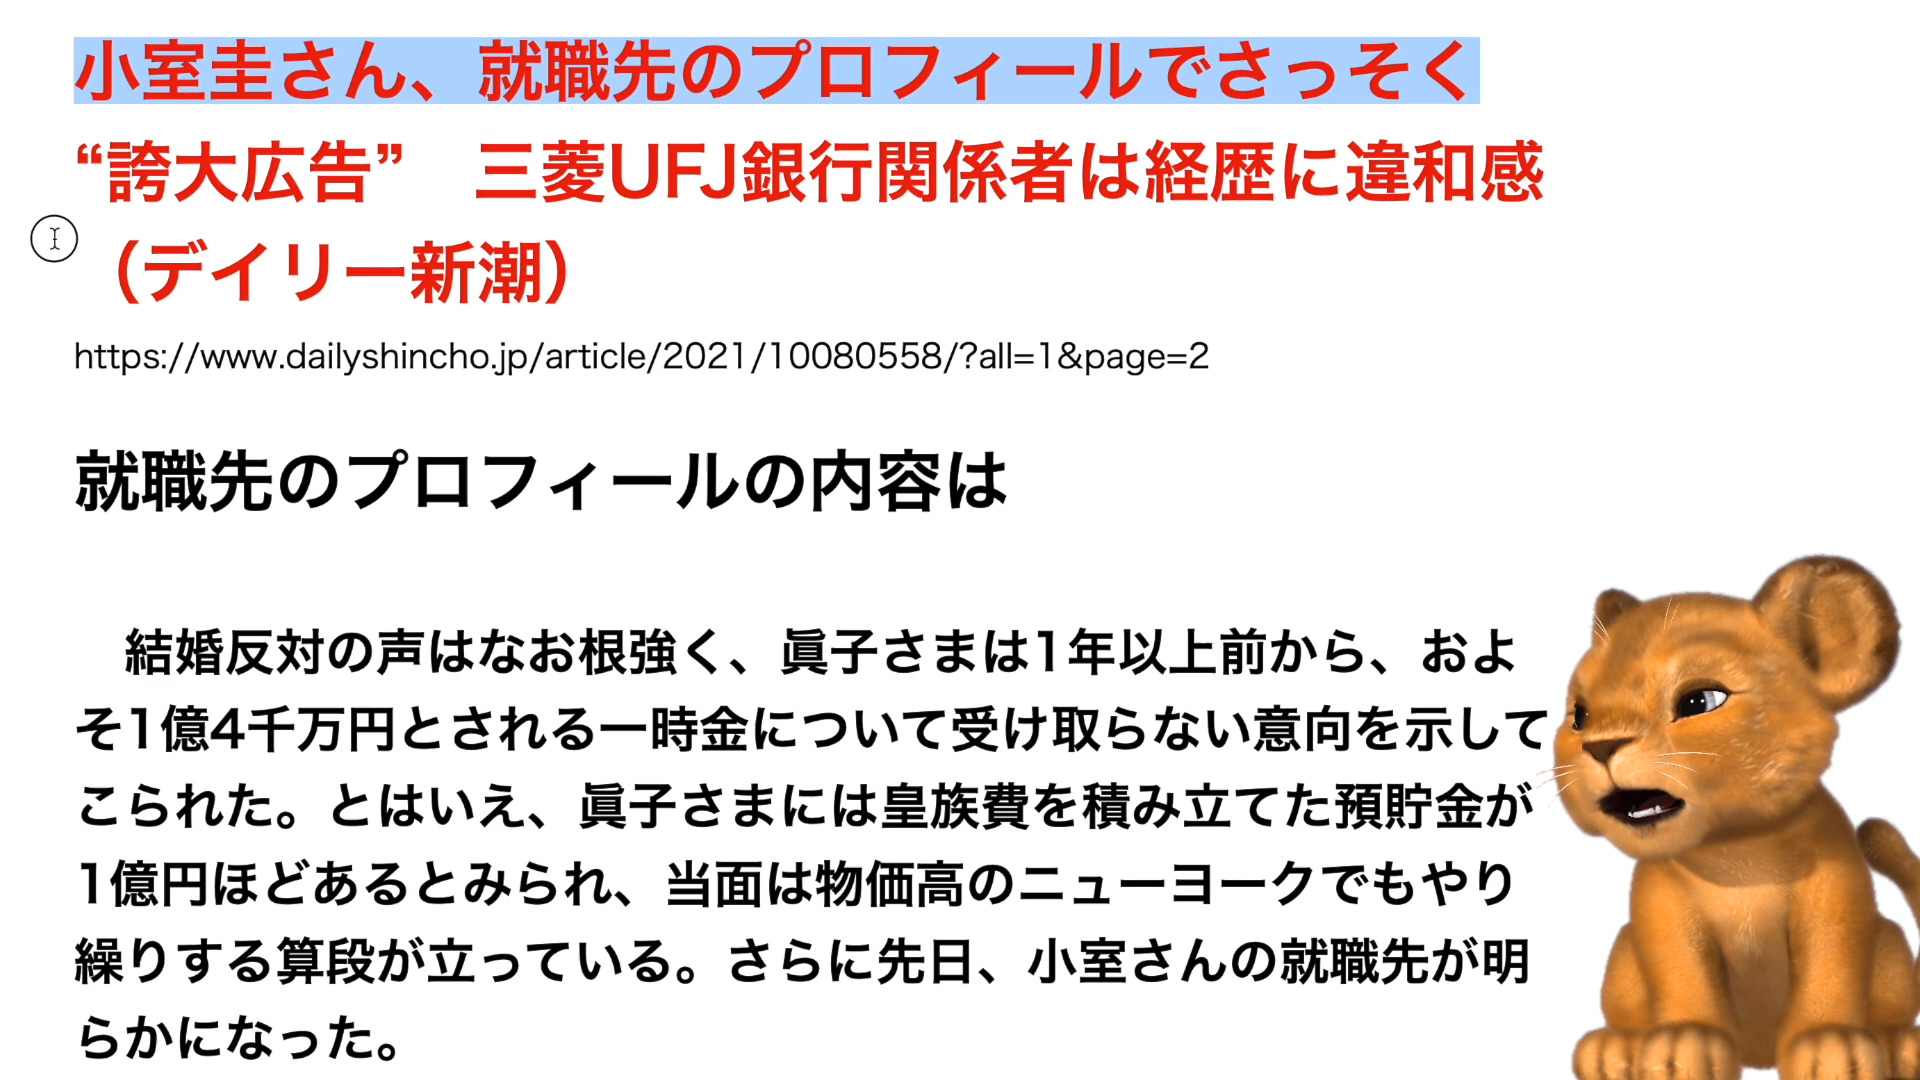 小室圭さん、就職先のプロフィールでさっそく
“誇大広告”　三菱UFJ銀行関係者は経歴に違和感
（デイリー新潮）
https://www.dailyshincho.jp/article/2021/10080558/?all=1&page=2
就職先のプロフィールの内容は
　結婚反対の声はなお根強く、眞子さまは1年以上前から、およ
そ1億4千万円とされる一時金について受け取らない意向を示して
こられた。とはいえ、眞子さまには皇族費を積み立てた預貯金が
1億円ほどあるとみられ、当面は物価高のニューヨークでもやり
繰りする算段が立っている。さらに先日、小室さんの就職先が明
らかになった。